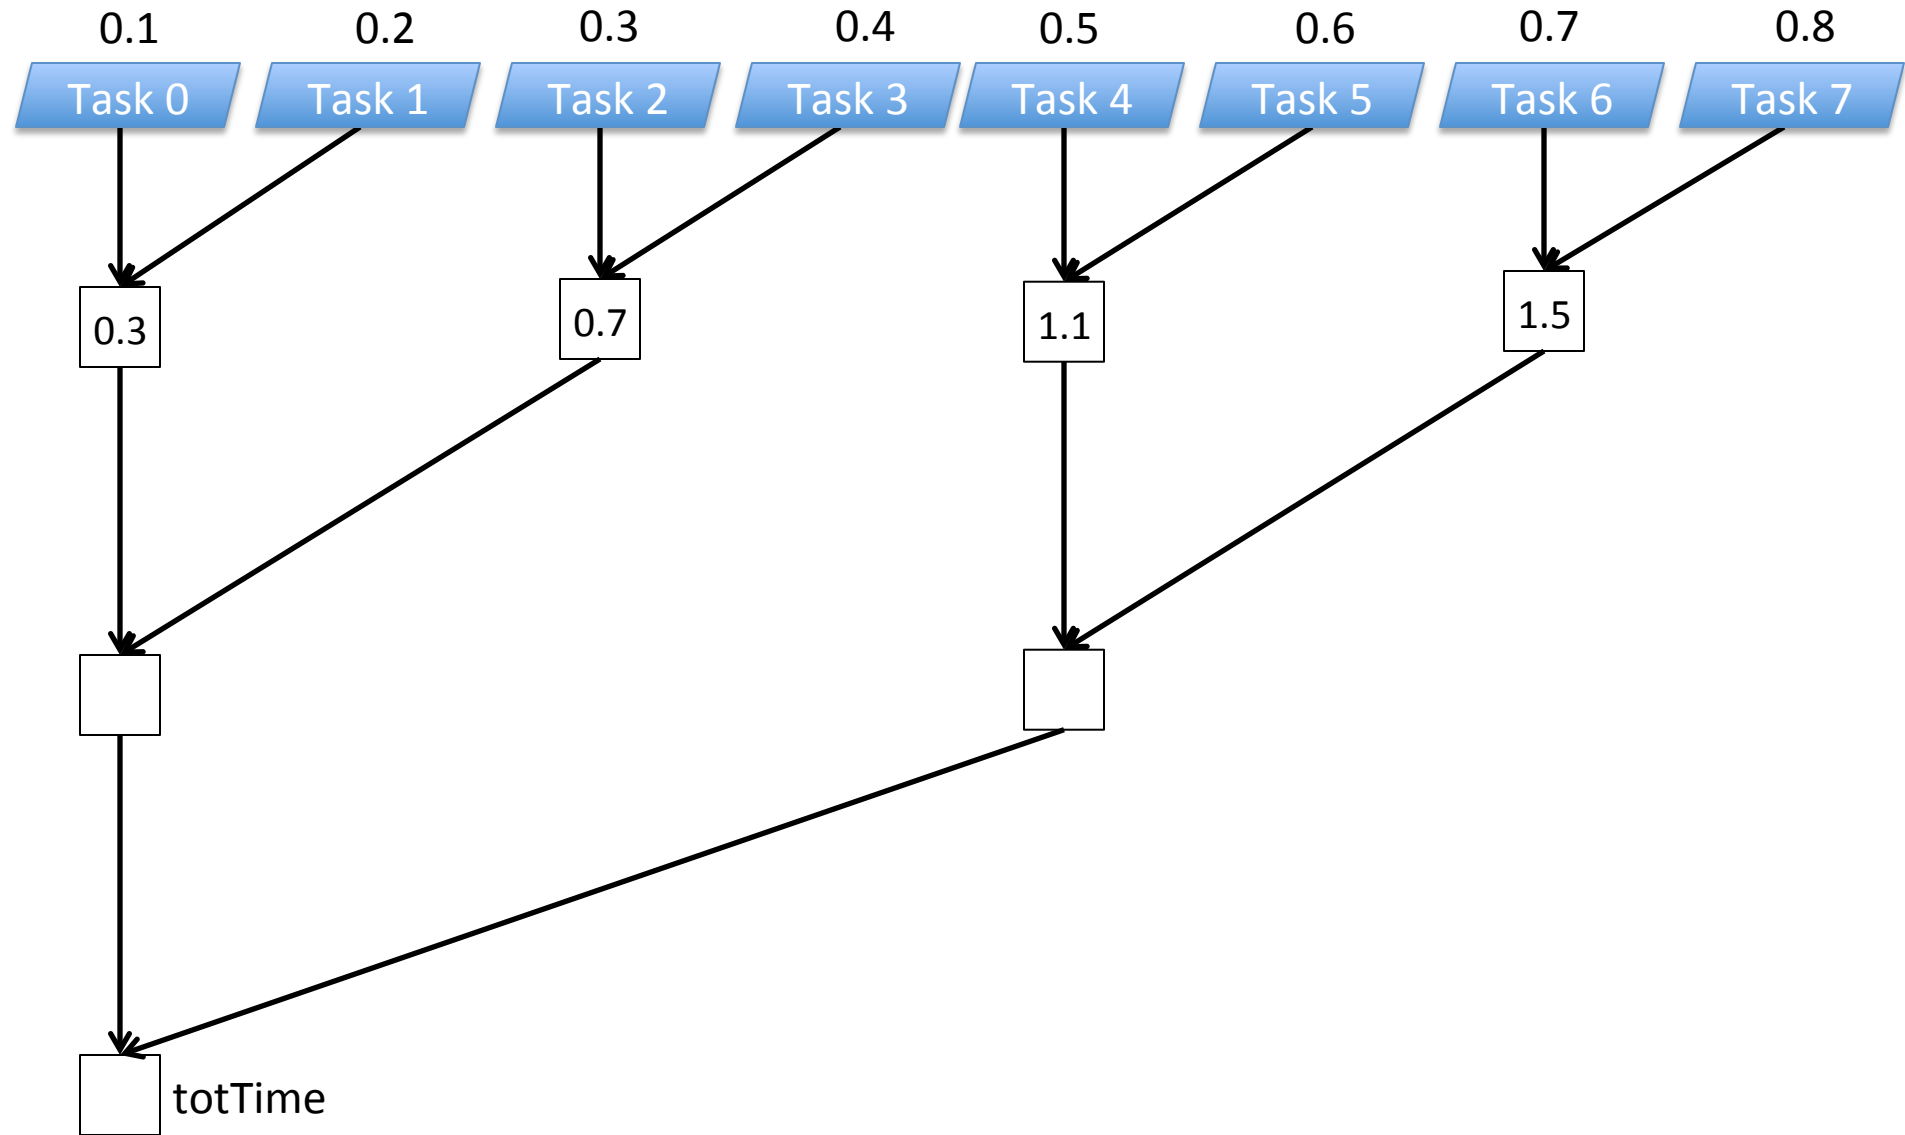 0.1 0.2 0.3 0.4 0.5 0.6 0.7 0.8
Task 0 Task 1 Task 2 Task 3 Task 4 Task 5 Task 6 Task 7
0.3 0.7 1.1 1.5
totTime